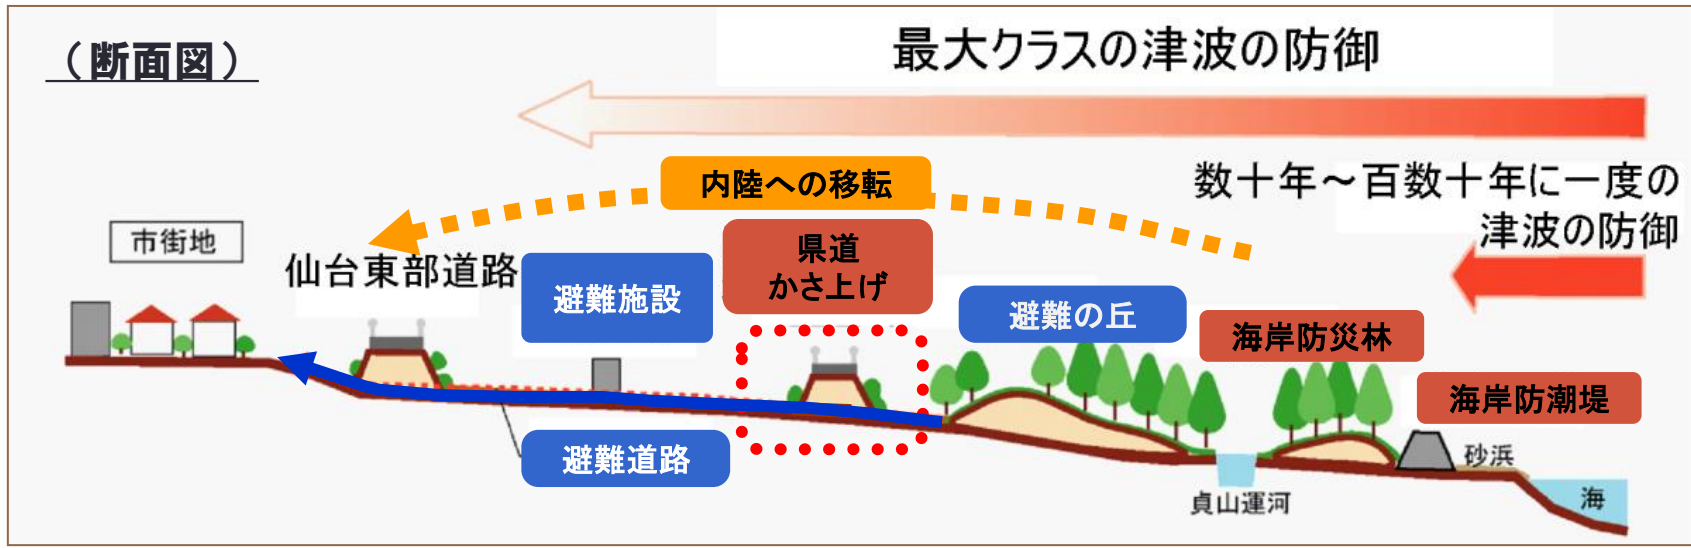 （断面図）
最大クラスの津波の防御
数十年～百数十年に一度の
津波の防御
内陸への移転
市街地
仙台東部道路
避難施設
県道
かさ上げ
避難の丘
海岸防災林
海岸防潮堤
避難道路
貞山運河
砂浜
海